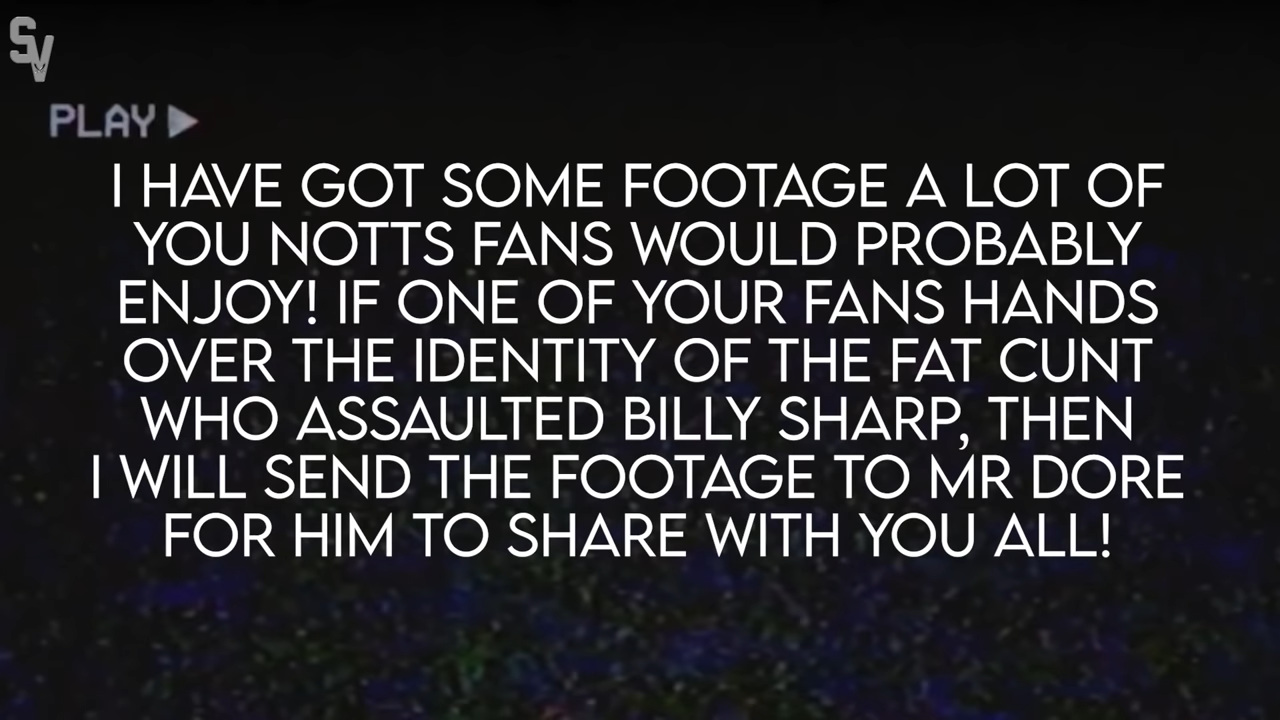 SV
PLAY
I HAVE GOT SOME FOOTAGE A LOT OF
YOU NOTTS FANS WOULD PROBABLY
ENJOY! IF ONE OF YOUR FANS HANDS
OVER THE IDENTITY OF THE FAT CUNT
WHO ASSAULTED BILLY SHARP, THEN
I WILL SEND THE FOOTAGE TO MR DORE
FOR HIM TO SHARE WITH YOU ALL!